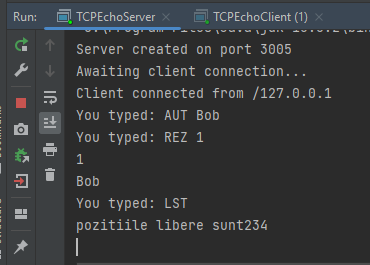 Run: TCPEchoServer TCPEchoClient (1)
Server created on port 3005
Awaiting client connection...
Client connected from /127.0.0.1
You typed: AUT Bob
You typed: REZ 1
1
Bob
You typed: LST
pozitiile libere sunt234